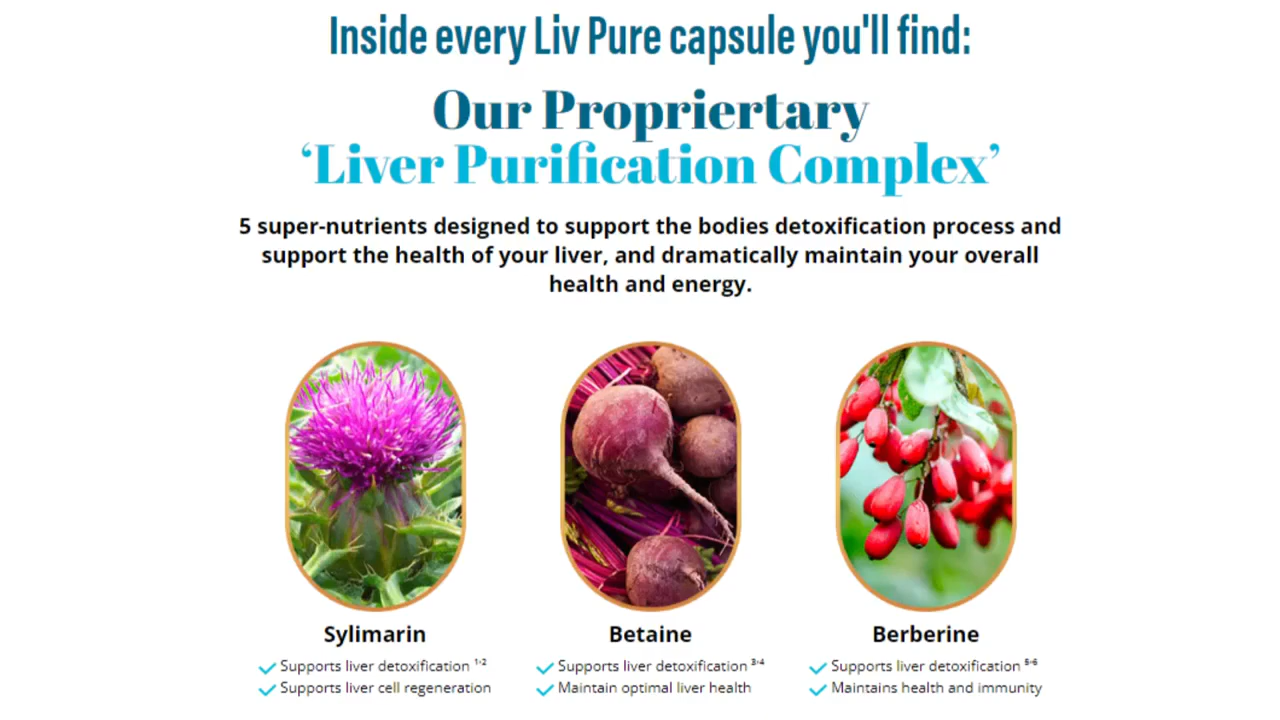 Inside every Liv Pure capsule you'll find:
Our Propriertary
‘Liver Purification Complex’
5 super-nutrients designed to support the bodies detoxification process and
support the health of your liver, and dramatically maintain your overall
health and energy.
Sylimarin
Supports liver detoxification ¹·²
Supports liver cell regeneration
Betaine
Supports liver detoxification ³·⁴
Maintain optimal liver health
Berberine
Supports liver detoxification ⁵·⁶
Maintains health and immunity